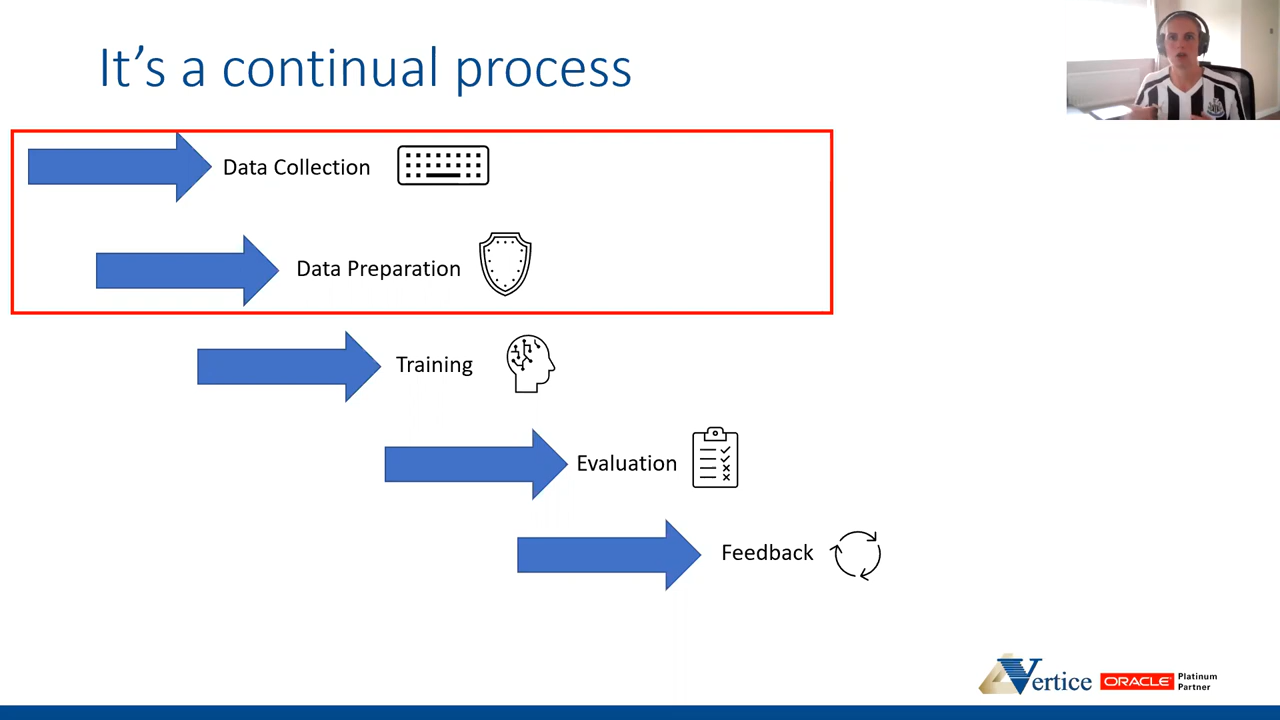 It's a continual process
Data Collection
Data Preparation
Training
Evaluation
Feedback
Vertice ORACLE Platinum
Partner